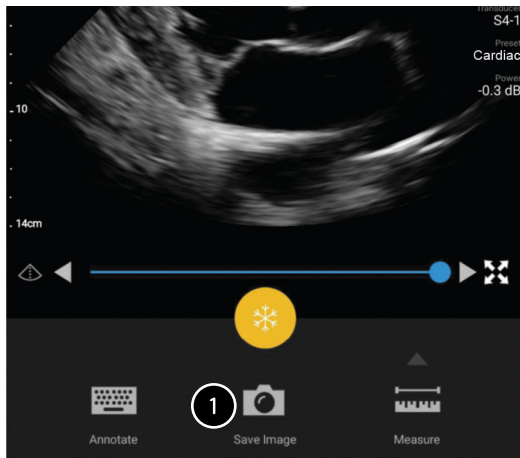 Transducer
S4-1
Preset
Cardiac
Power
-0.3 dB
10
14cm
1
Annotate
Save Image
Measure